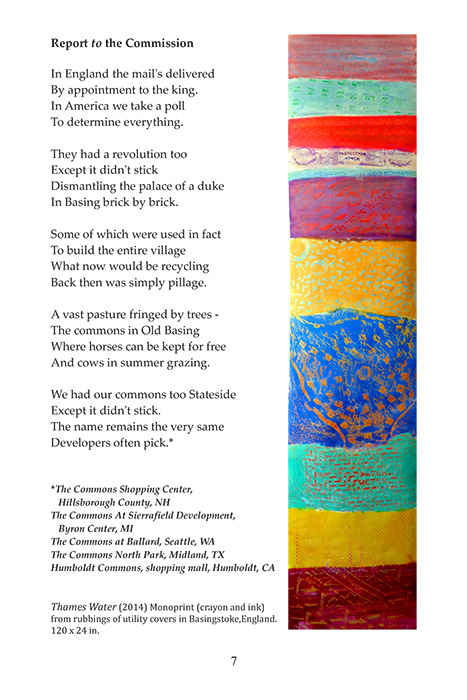 Report to the Commission
In England the mail's delivered
By appointment to the king.
In America we take a poll
To determine everything.
They had a revolution too
Except it didn't stick
Dismantling the palace of a duke
In Basing brick by brick.
Some of which were used in fact
To build the entire village
What now would be recycling
Back then was simply pillage.
A vast pasture fringed by trees -
The commons in Old Basing
Where horses can be kept for free
And cows in summer grazing.
We had our commons too Stateside
Except it didn't stick.
The name remains the very same
Developers often pick.*
*The Commons Shopping Center,
Hillsborough County, NH
The Commons At Sierrafield Development,
Byron Center, MI
The Commons at Ballard, Seattle, WA
The Commons North Park, Midland, TX
Humboldt Commons, shopping mall, Humboldt, CA
Thames Water (2014) Monoprint (crayon and ink)
from rubbings of utility covers in Basingstoke,England.
120 x 24 in.
7